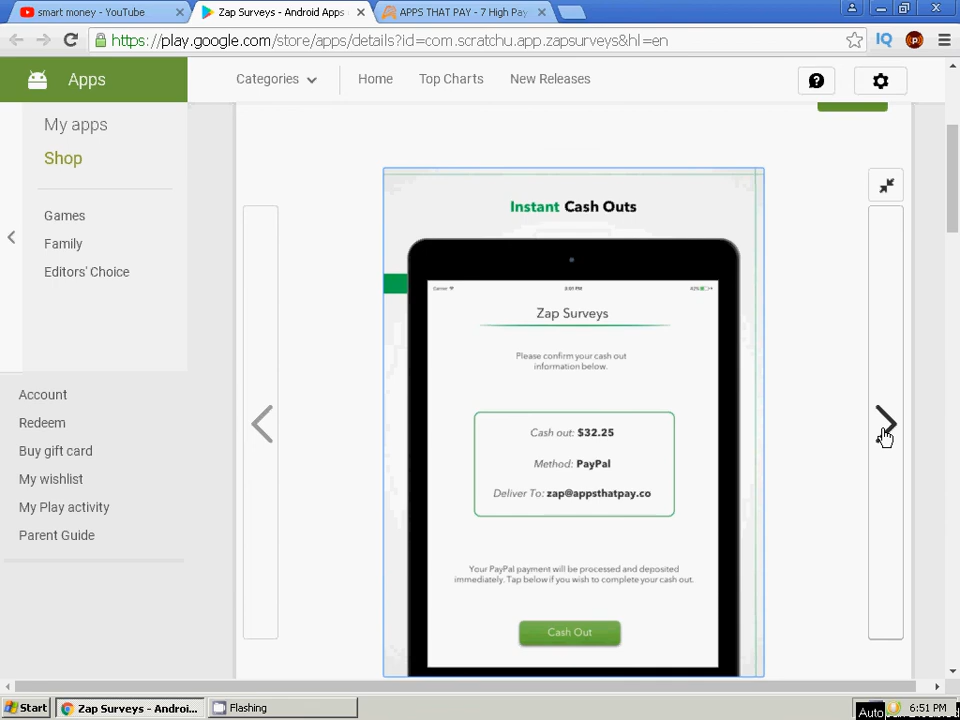 smart money - YouTube
Zap Surveys - Android Apps
APPS THAT PAY - 7 High Pay
https://play.google.com/store/apps/details?id=com.scratchu.app.zapsurveys&hl=en
IQ
Apps
Categories
Home
Top Charts
New Releases
My apps
Shop
Games
Family
Editors' Choice
Account
Redeem
Buy gift card
My wishlist
My Play activity
Parent Guide
Instant Cash Outs
Carrier
3:51 PM
Zap Surveys
Please confirm your cash out
information below.
Cash out: $32.25
Method: PayPal
Deliver To: zap@appsthatpay.co
Your PayPal payment will be processed and deposited
immediately. Tap below if you wish to complete your cash out.
Cash Out
Start
Zap Surveys - Androi...
Flashing
6:51 PM